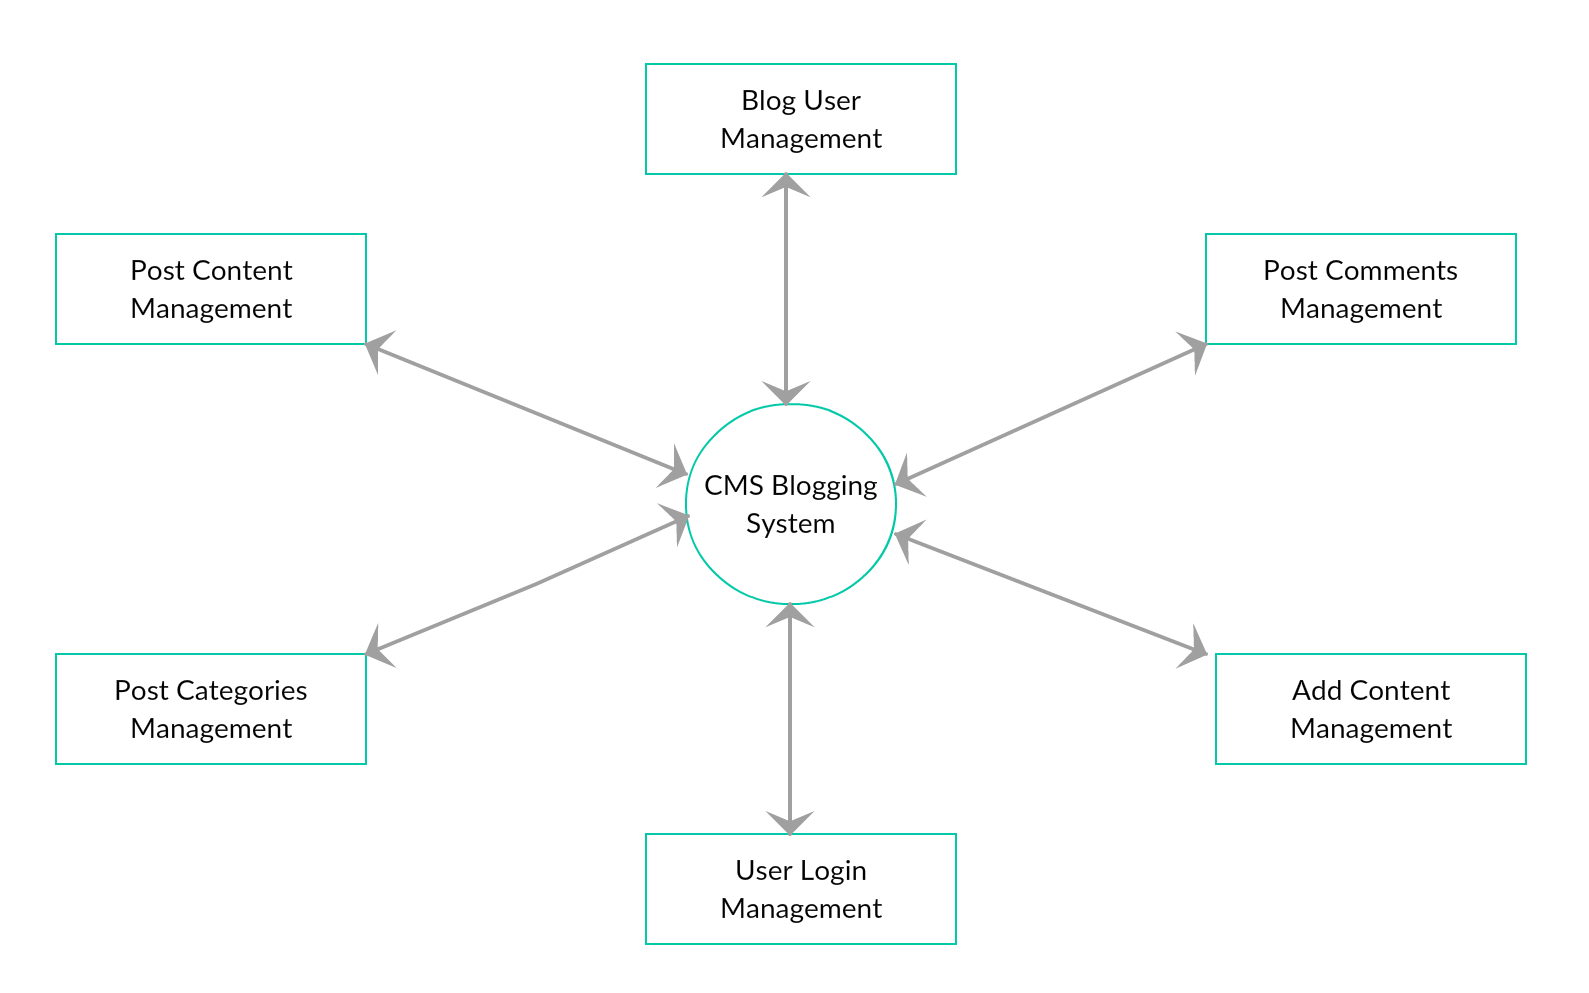 Blog User
Management
Post Content
Management
Post Comments
Management
CMS Blogging
System
Post Categories
Management
Add Content
Management
User Login
Management